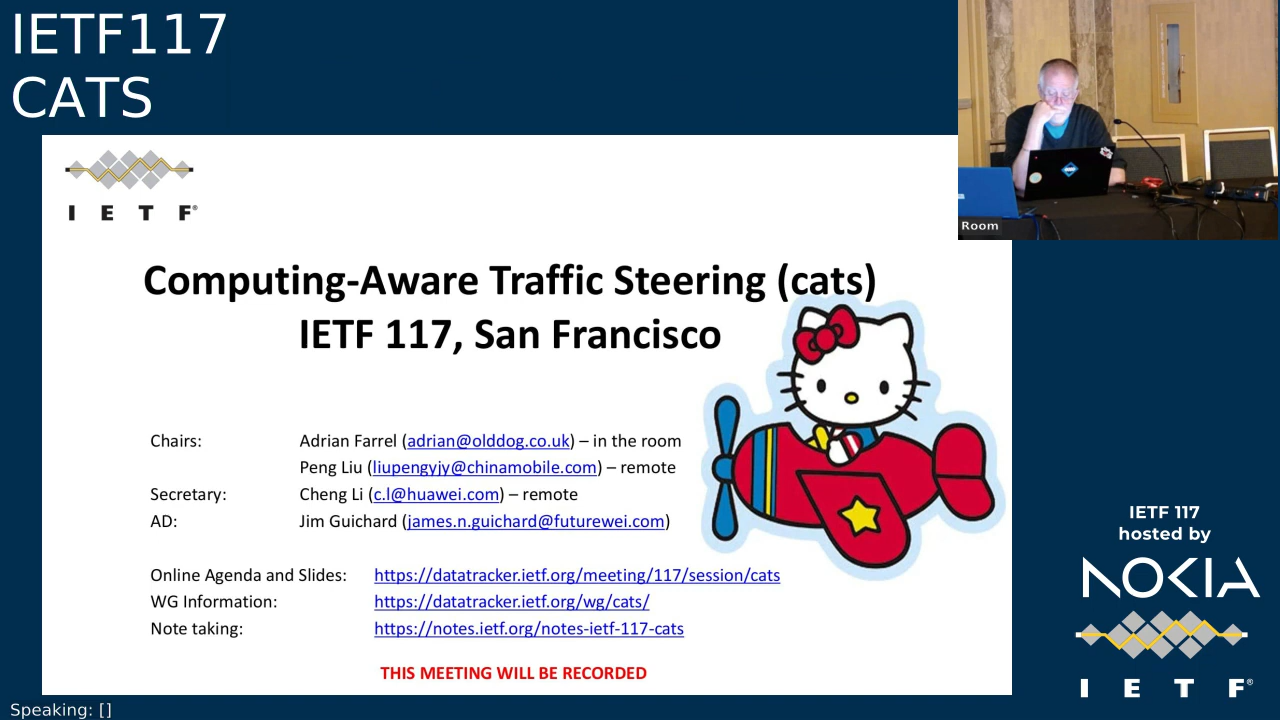 IETF117
CATS
I E T F®
Room
Computing-Aware Traffic Steering (cats)
IETF 117, San Francisco
Chairs: Adrian Farrel (adrian@olddog.co.uk) – in the room
Peng Liu (liupengyjy@chinamobile.com) – remote
Secretary: Cheng Li (c.l@huawei.com) – remote
AD: Jim Guichard (james.n.guichard@futurewei.com)
Online Agenda and Slides: https://datatracker.ietf.org/meeting/117/session/cats
WG Information: https://datatracker.ietf.org/wg/cats/
Note taking: https://notes.ietf.org/notes-ietf-117-cats
THIS MEETING WILL BE RECORDED
IETF 117
hosted by
NOKIA
I E T F®
Speaking: []